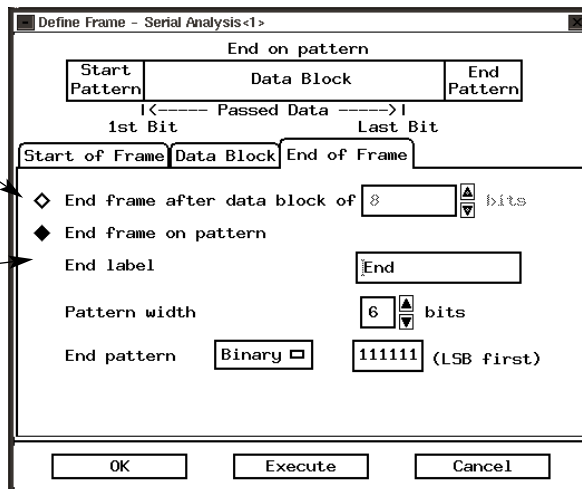 Define Frame - Serial Analysis<1>
End on pattern
Start Pattern
Data Block
End Pattern
|<----- Passed Data ----->|
1st Bit Last Bit
Start of Frame Data Block End of Frame
End frame after data block of 8 bits
End frame on pattern
End label End
Pattern width 6 bits
End pattern Binary 111111 (LSB first)
OK Execute Cancel